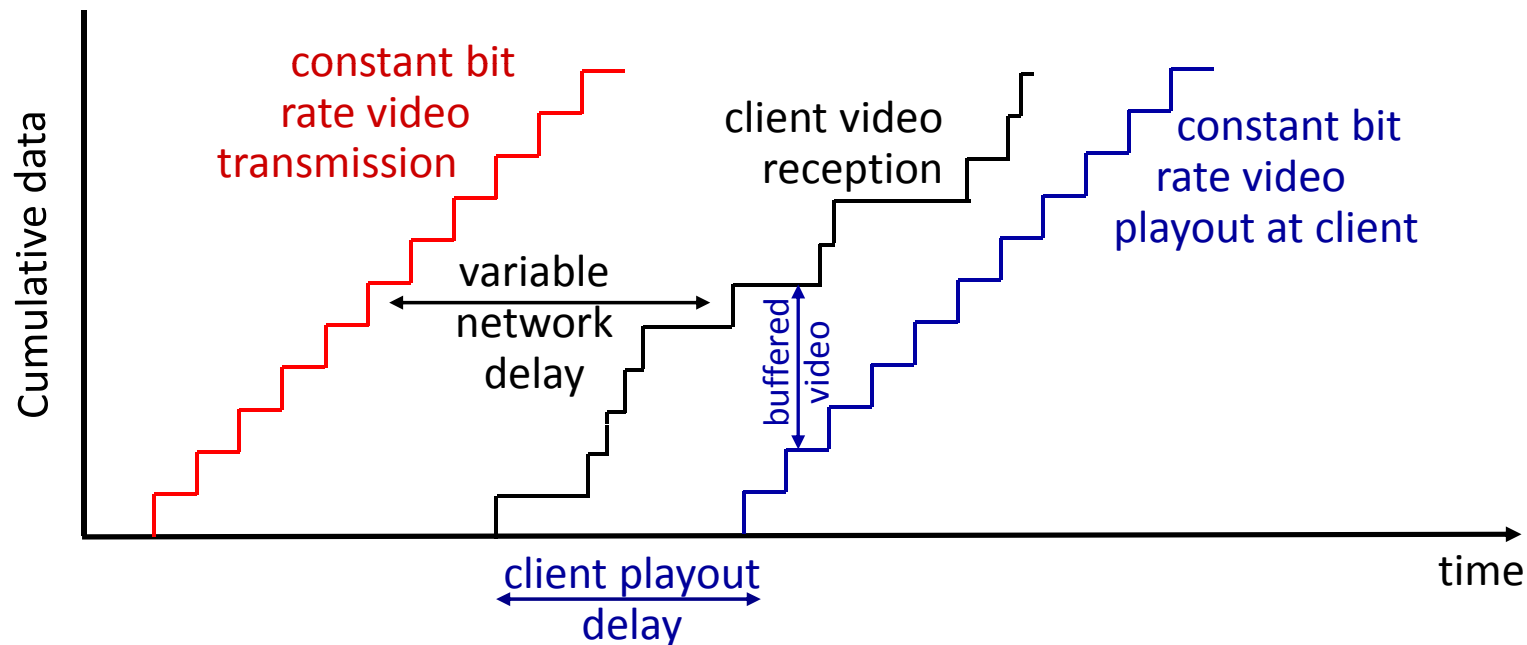 Cumulative data
constant bit
rate video
transmission
variable
network
delay
client video
reception
buffered
video
constant bit
rate video
playout at client
client playout
delay
time